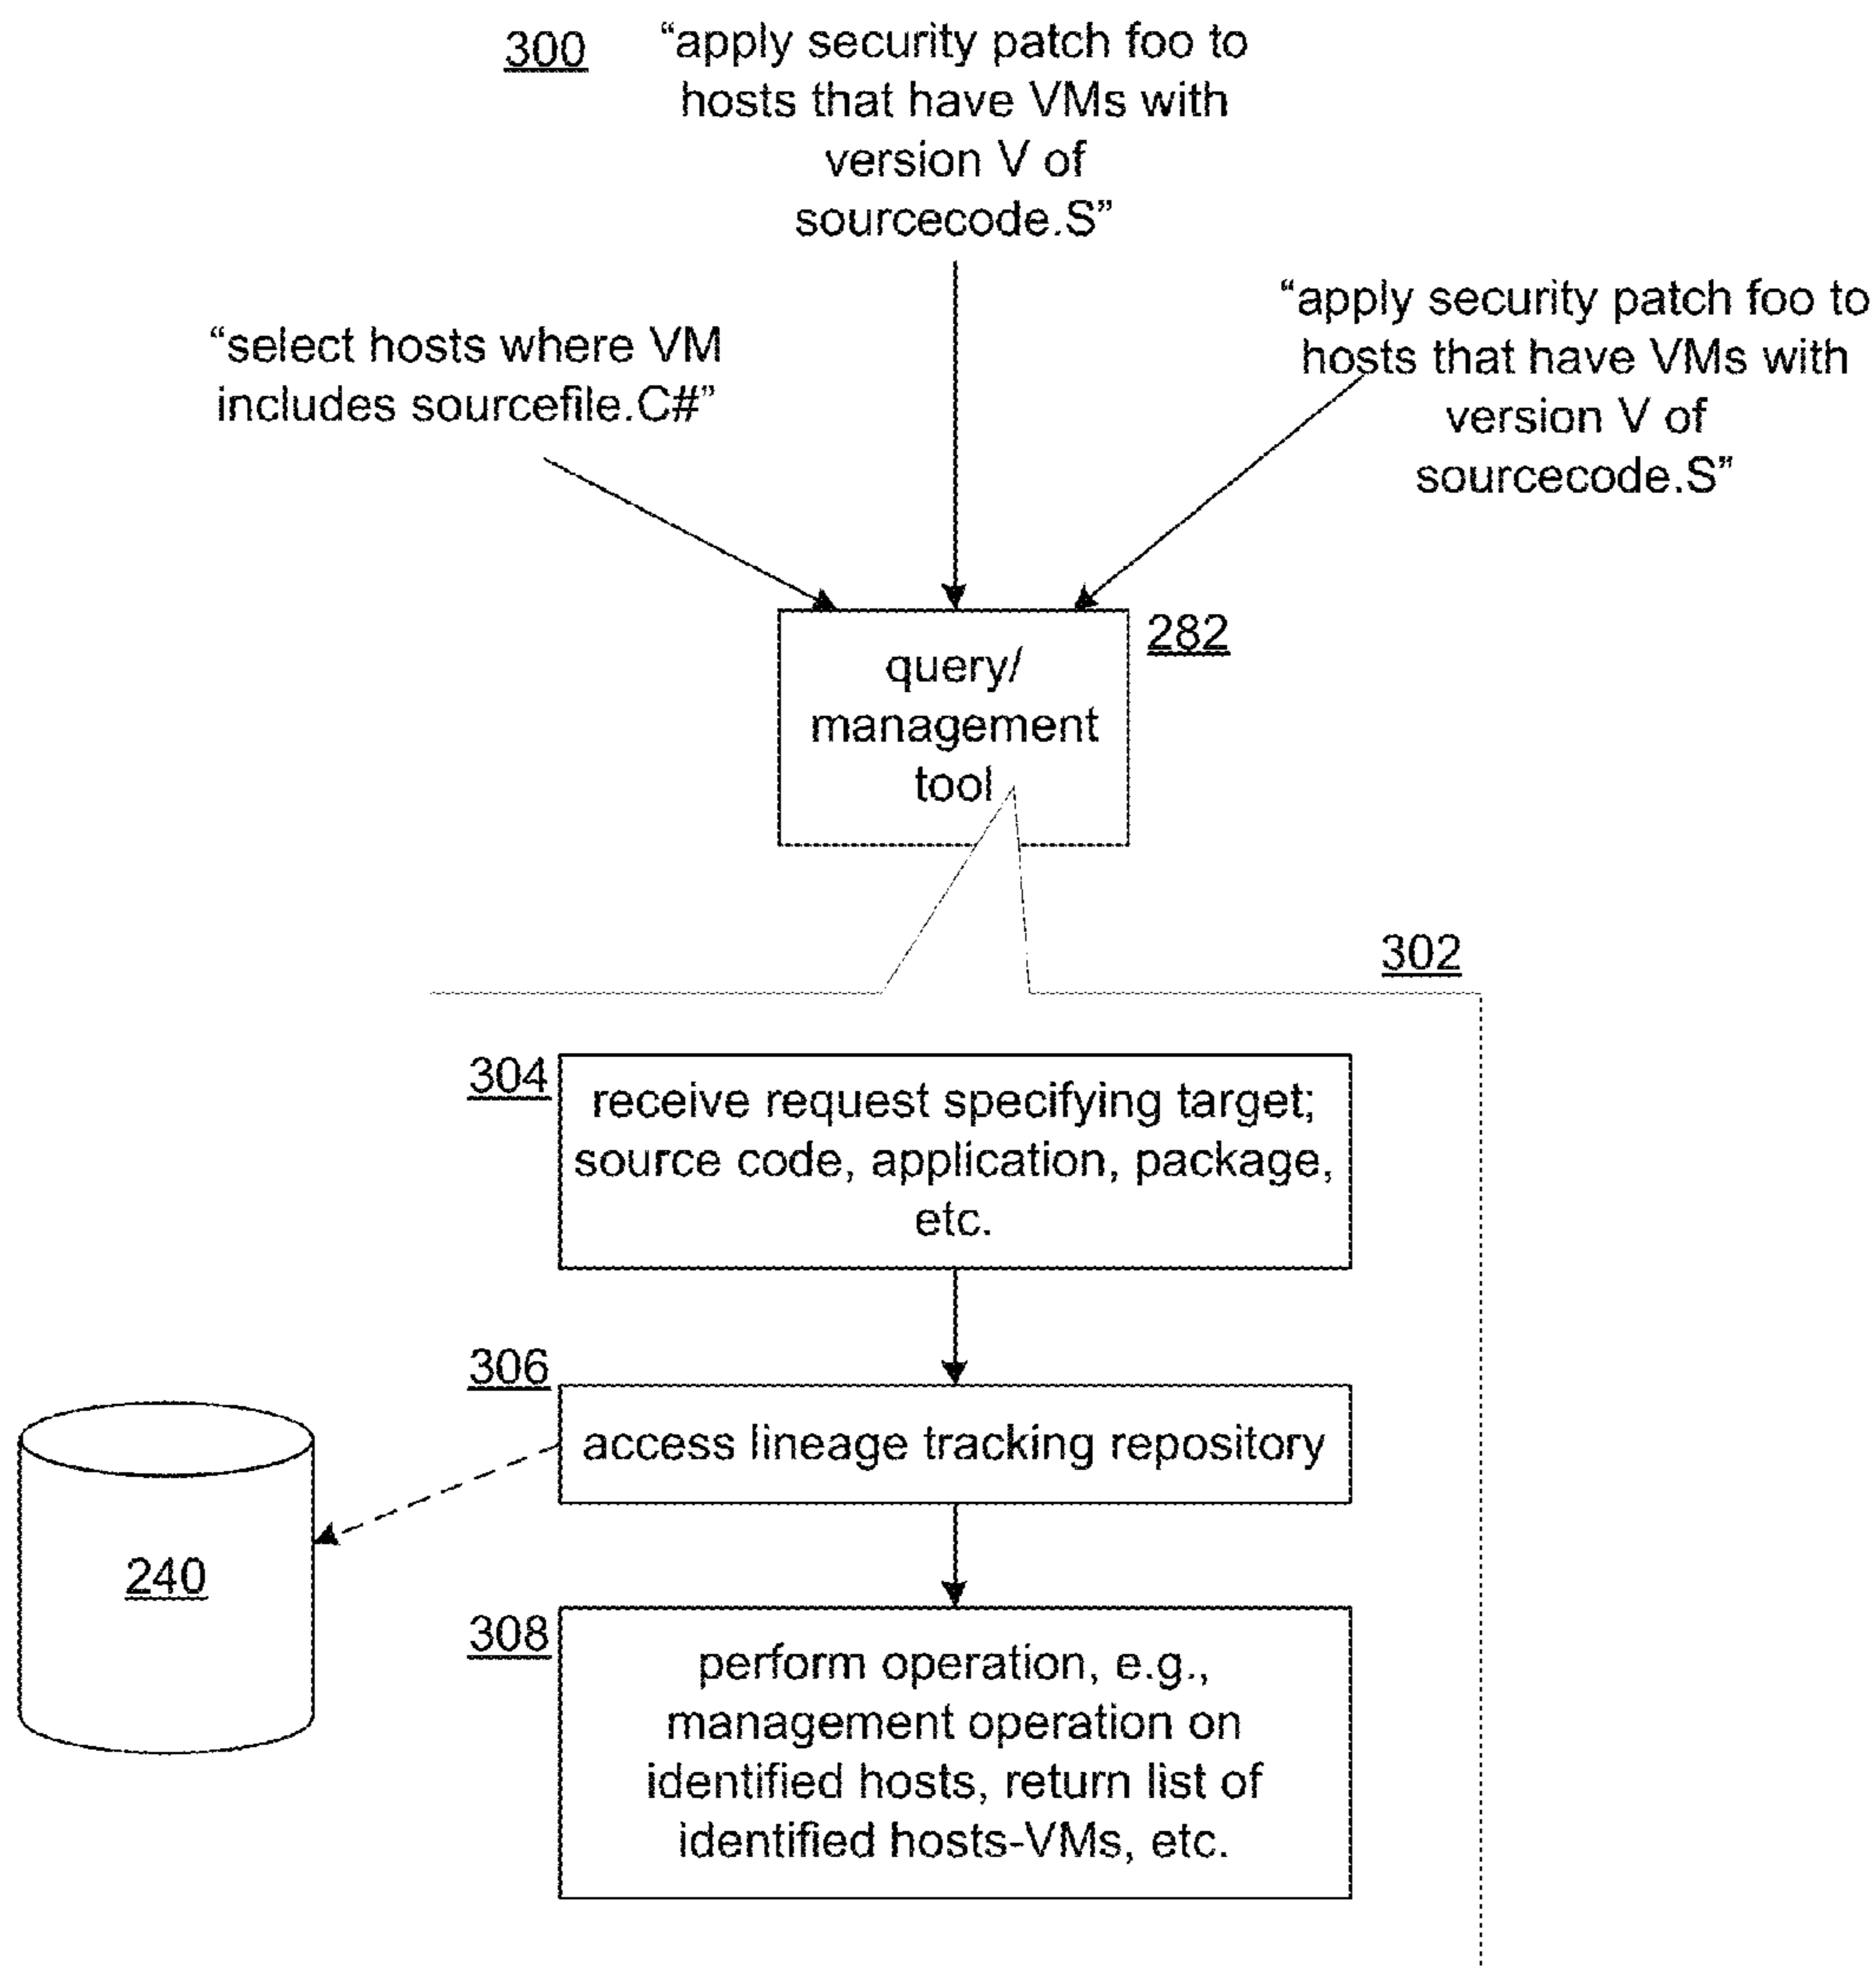 300
“apply security patch foo to
hosts that have VMs with
version V of
sourcecode.S”
“select hosts where VM
includes sourcefile.C#”
“apply security patch foo to
hosts that have VMs with
version V of
sourcecode.S”
282
query/
management
tool
302
304
receive request specifying target;
source code, application, package,
etc.
306
access lineage tracking repository
240
308
perform operation, e.g.,
management operation on
identified hosts, return list of
identified hosts-VMs, etc.